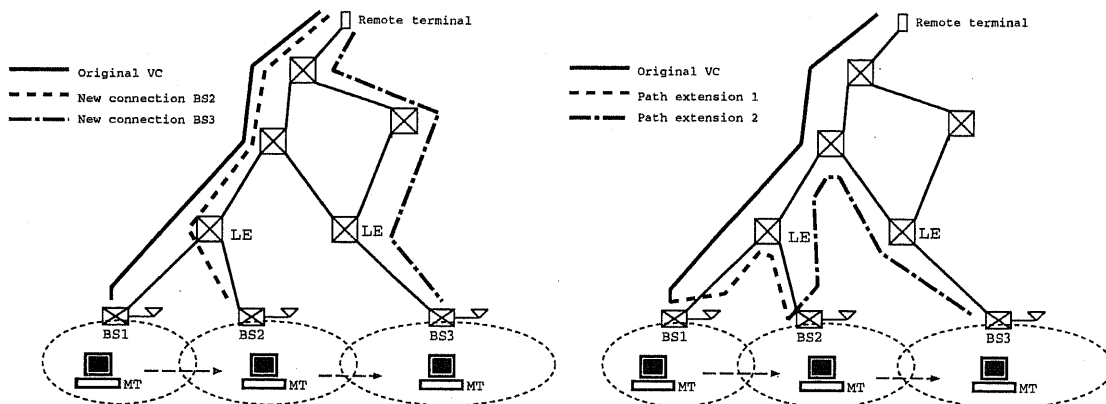 Remote terminal
Original VC
New connection BS2
New connection BS3
LE
LE
BS1
BS2
BS3
MT
MT
MT
Remote terminal
Original VC
Path extension 1
Path extension 2
LE
LE
BS1
BS2
BS3
MT
MT
MT